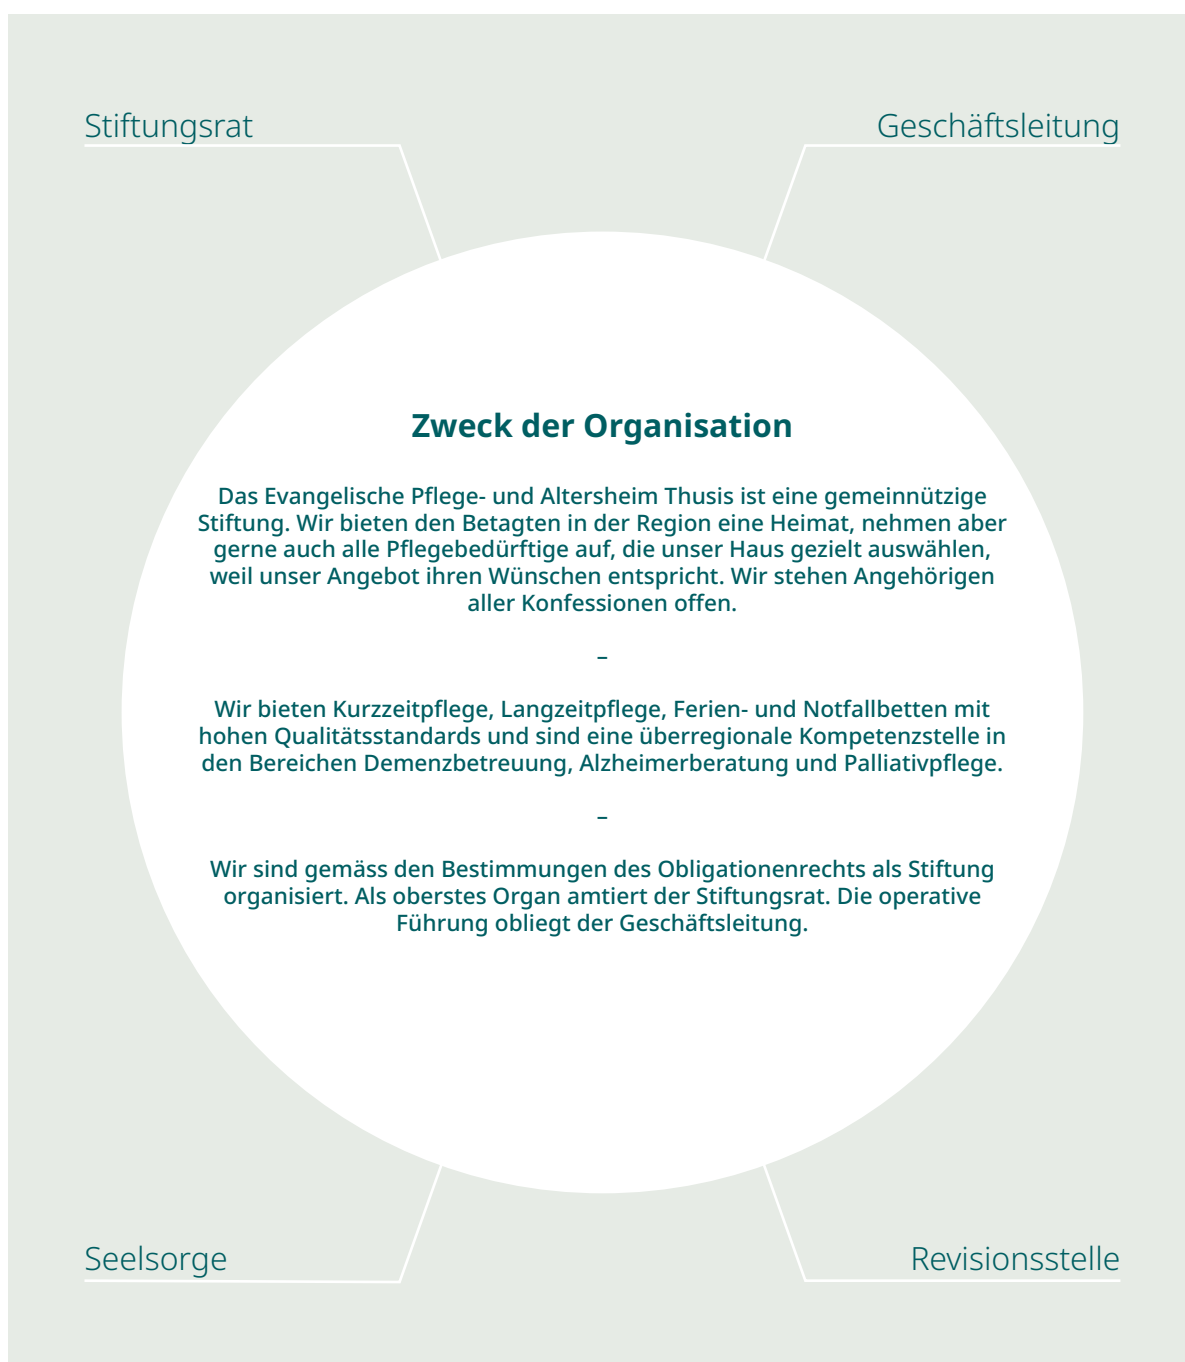 Stiftungsrat
Geschäftsleitung
Zweck der Organisation
Das Evangelische Pflege- und Altersheim Thusis ist eine gemeinnützige
Stiftung. Wir bieten den Betagten in der Region eine Heimat, nehmen aber
gerne auch alle Pflegebedürftige auf, die unser Haus gezielt auswählen,
weil unser Angebot ihren Wünschen entspricht. Wir stehen Angehörigen
aller Konfessionen offen.
–
Wir bieten Kurzzeitpflege, Langzeitpflege, Ferien- und Notfallbetten mit
hohen Qualitätsstandards und sind eine überregionale Kompetenzstelle in
den Bereichen Demenzbetreuung, Alzheimerberatung und Palliativpflege.
–
Wir sind gemäss den Bestimmungen des Obligationenrechts als Stiftung
organisiert. Als oberstes Organ amtiert der Stiftungsrat. Die operative
Führung obliegt der Geschäftsleitung.
Seelsorge
Revisionsstelle